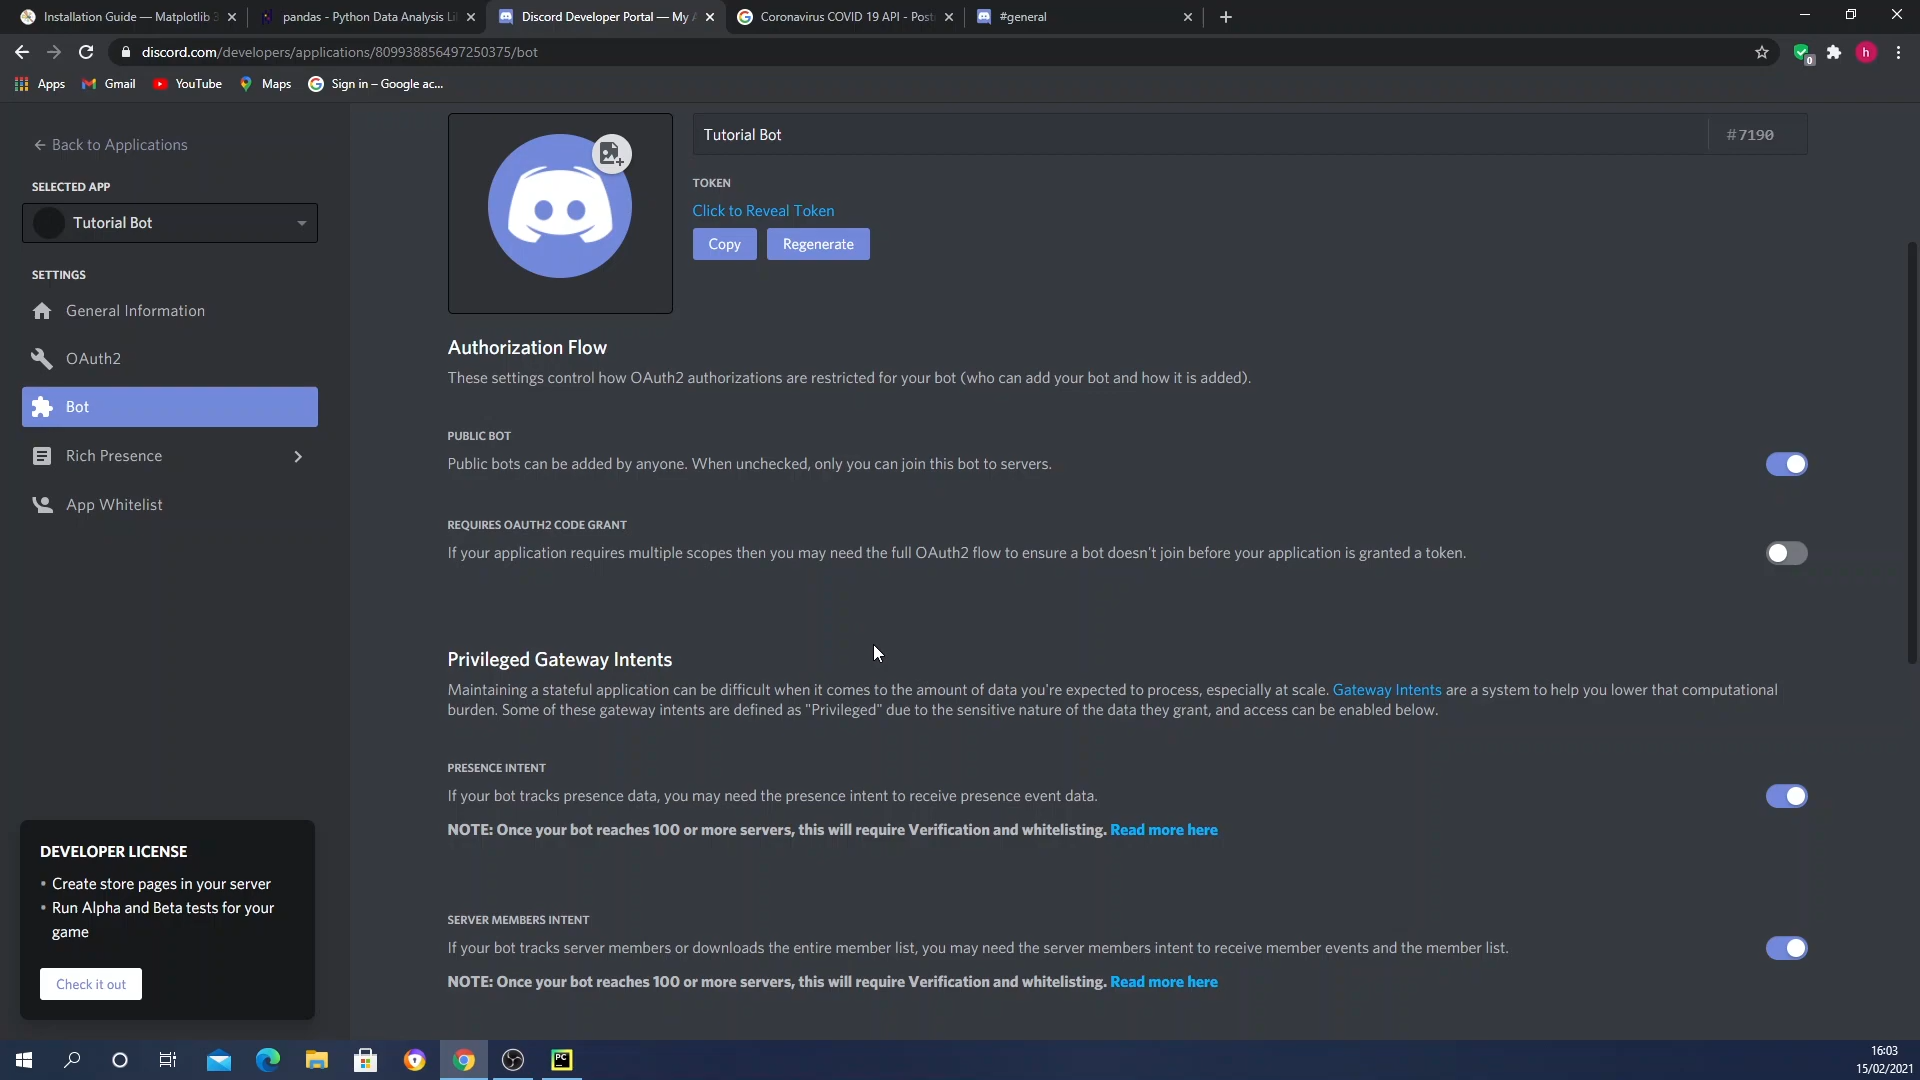 Installation Guide — Matplotlib 3
pandas - Python Data Analysis Li
Discord Developer Portal — My A
Coronavirus COVID 19 API - Post
#general
discord.com/developers/applications/809938856497250375/bot
h
0
Apps
Gmail
YouTube
Maps
Sign in – Google ac...
← Back to Applications
SELECTED APP
Tutorial Bot
SETTINGS
General Information
OAuth2
Bot
Rich Presence
App Whitelist
DEVELOPER LICENSE
• Create store pages in your server
• Run Alpha and Beta tests for your
game
Check it out
Tutorial Bot
#7190
TOKEN
Click to Reveal Token
Copy
Regenerate
Authorization Flow
These settings control how OAuth2 authorizations are restricted for your bot (who can add your bot and how it is added).
PUBLIC BOT
Public bots can be added by anyone. When unchecked, only you can join this bot to servers.
REQUIRES OAUTH2 CODE GRANT
If your application requires multiple scopes then you may need the full OAuth2 flow to ensure a bot doesn't join before your application is granted a token.
Privileged Gateway Intents
Maintaining a stateful application can be difficult when it comes to the amount of data you're expected to process, especially at scale. Gateway Intents are a system to help you lower that computational
burden. Some of these gateway intents are defined as "Privileged" due to the sensitive nature of the data they grant, and access can be enabled below.
PRESENCE INTENT
If your bot tracks presence data, you may need the presence intent to receive presence event data.
NOTE: Once your bot reaches 100 or more servers, this will require Verification and whitelisting. Read more here
SERVER MEMBERS INTENT
If your bot tracks server members or downloads the entire member list, you may need the server members intent to receive member events and the member list.
NOTE: Once your bot reaches 100 or more servers, this will require Verification and whitelisting. Read more here
PC
16:03
15/02/2021